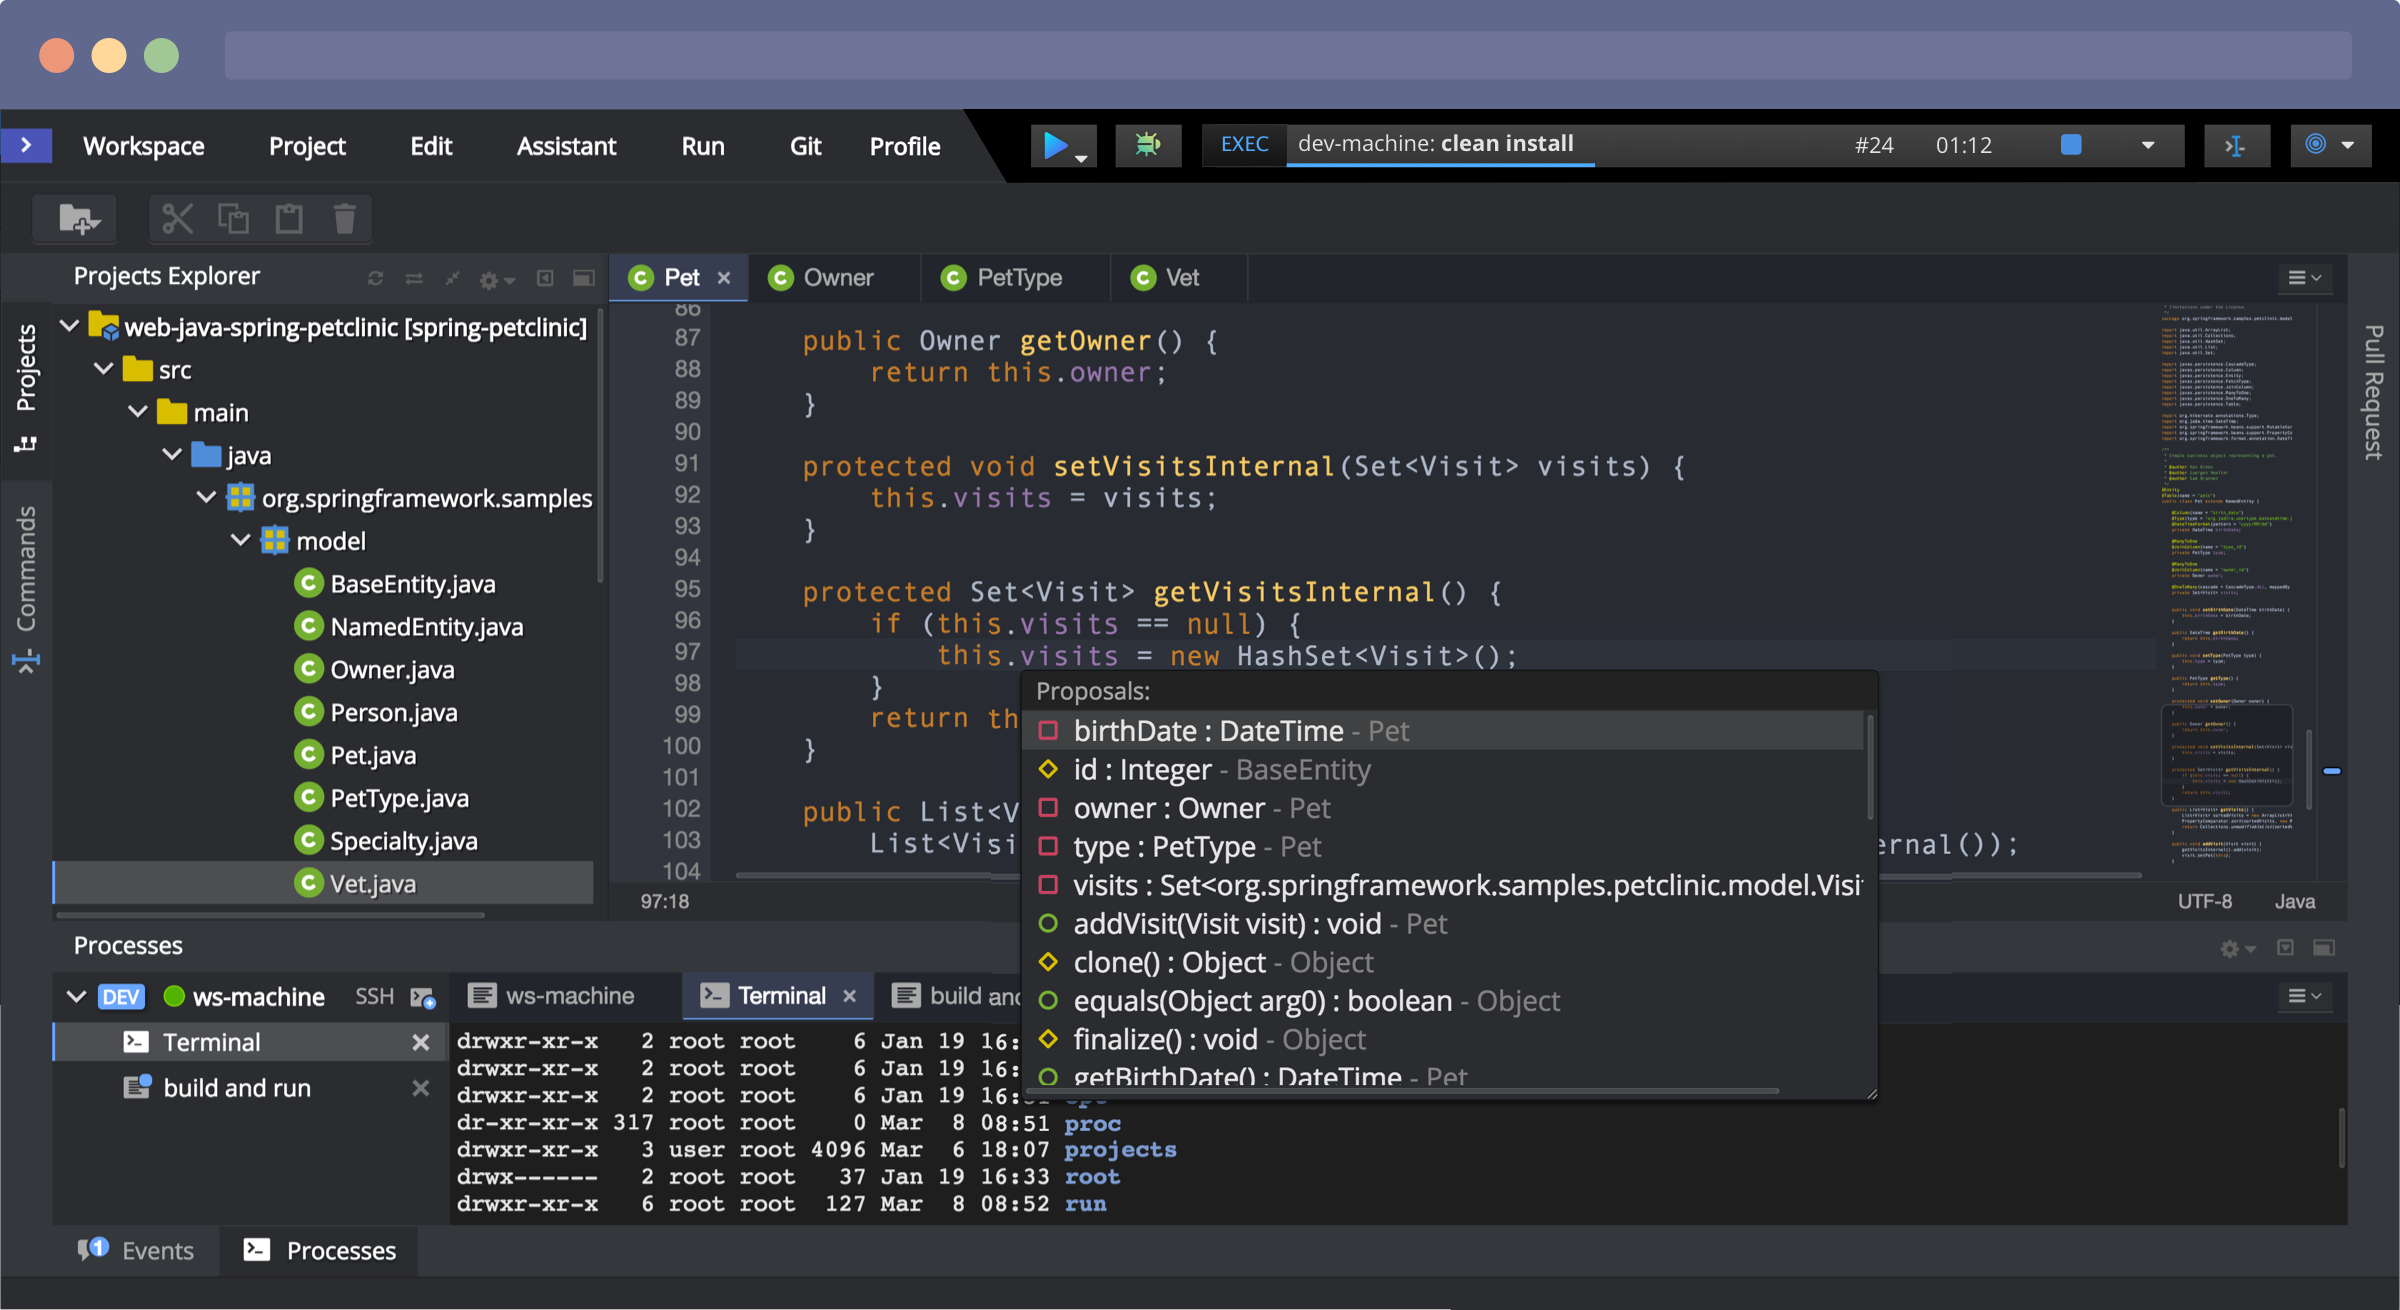 Workspace Project Edit Assistant Run Git Profile
EXEC dev-machine: clean install #24 01:12
Projects Explorer
Projects
Commands
web-java-spring-petclinic [spring-petclinic]
src
main
java
org.springframework.samples
model
C BaseEntity.java
C NamedEntity.java
C Owner.java
C Person.java
C Pet.java
C PetType.java
C Specialty.java
C Vet.java
C Pet × C Owner C PetType C Vet
86
87 public Owner getOwner() {
88 return this.owner;
89 }
90
91 protected void setVisitsInternal(Set<Visit> visits) {
92 this.visits = visits;
93 }
94
95 protected Set<Visit> getVisitsInternal() {
96 if (this.visits == null) {
97 this.visits = new HashSet<Visit>();
98 }
99 return th
100 }
101
102 public List<V
103 List<Visi ernal());
104
97:18 UTF-8 Java
Pull Request
Proposals:
birthDate : DateTime - Pet
id : Integer - BaseEntity
owner : Owner - Pet
type : PetType - Pet
visits : Set<org.springframework.samples.petclinic.model.Visi
addVisit(Visit visit) : void - Pet
clone() : Object - Object
equals(Object arg0) : boolean - Object
finalize() : void - Object
getBirthDate() : DateTime - Pet
Processes
DEV ws-machine SSH
Terminal
build and run
ws-machine Terminal × build and
drwxr-xr-x 2 root root 6 Jan 19 16:
drwxr-xr-x 2 root root 6 Jan 19 16:
drwxr-xr-x 2 root root 6 Jan 19 16:
dr-xr-xr-x 317 root root 0 Mar 8 08:51 proc
drwxr-xr-x 3 user root 4096 Mar 6 18:07 projects
drwx------ 2 root root 37 Jan 19 16:33 root
drwxr-xr-x 6 root root 127 Mar 8 08:52 run
1 Events Processes